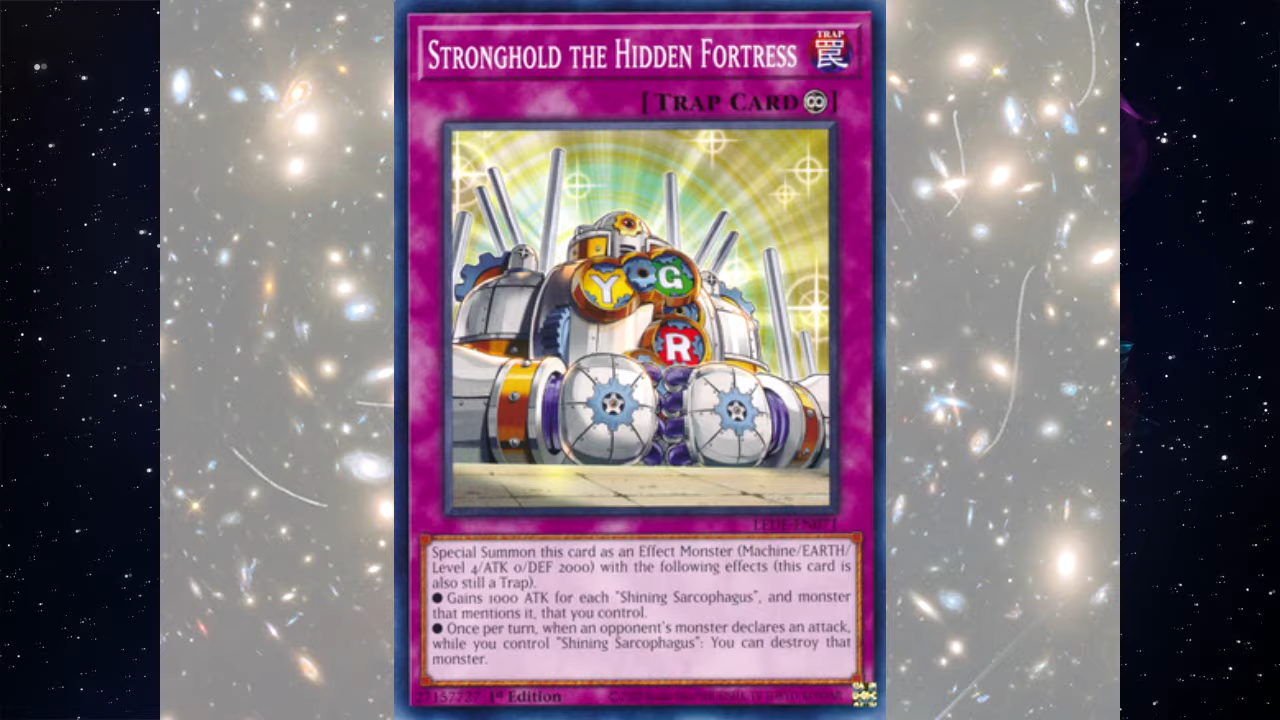 STRONGHOLD THE HIDDEN FORTRESS
TRAP
罠
[TRAP CARD∞]
Y G
R
LEDE-EN071
Special Summon this card as an Effect Monster (Machine/EARTH/
Level 4/ATK 0/DEF 2000) with the following effects (this card is
also still a Trap).
● Gains 1000 ATK for each "Shining Sarcophagus", and monster
that mentions it, that you control.
● Once per turn, when an opponent's monster declares an attack,
while you control "Shining Sarcophagus": You can destroy that
monster.
1st Edition